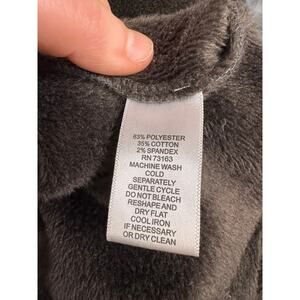 63% POLYESTER
35% COTTON
2% SPANDEX
RN 73163
MACHINE WASH
COLD
SEPARATELY
GENTLE CYCLE
DO NOT BLEACH
RESHAPE AND
DRY FLAT
COOL IRON
IF NECESSARY
OR DRY CLEAN